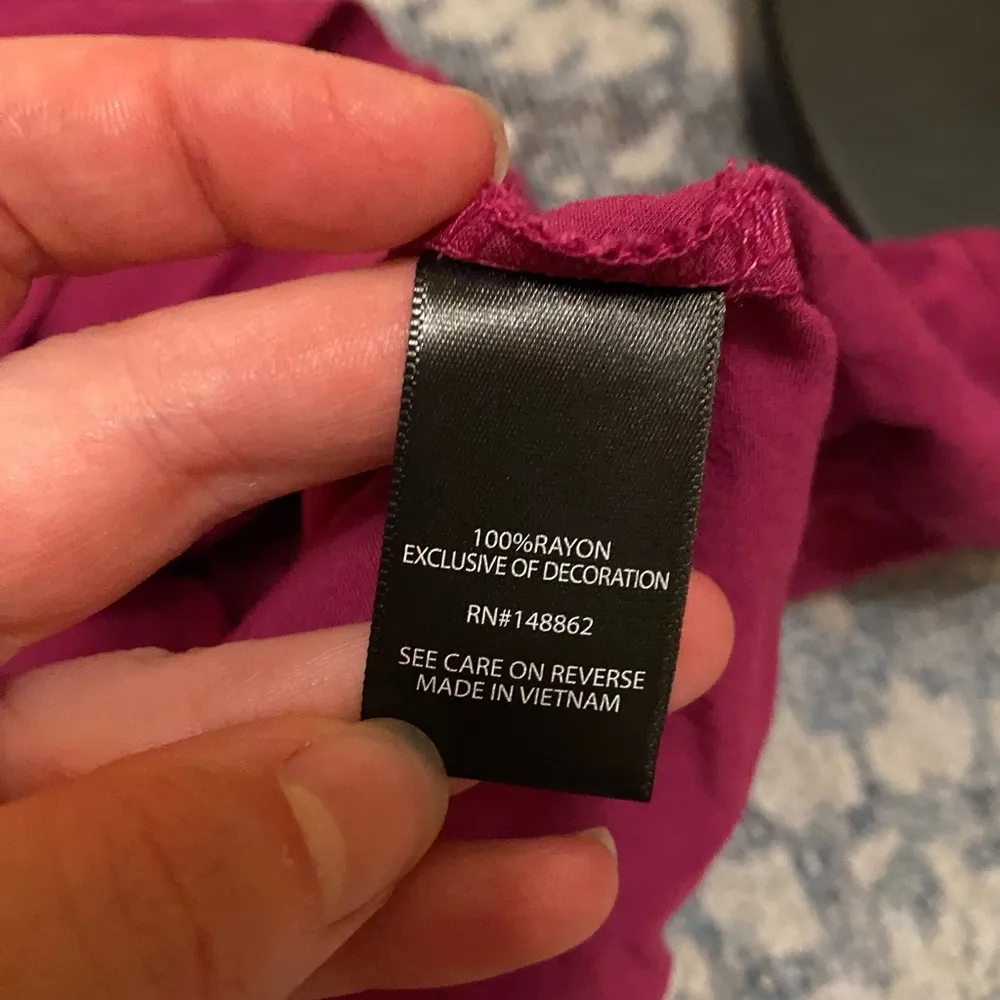 100%RAYON
EXCLUSIVE OF DECORATION
RN#148862
SEE CARE ON REVERSE
MADE IN VIETNAM